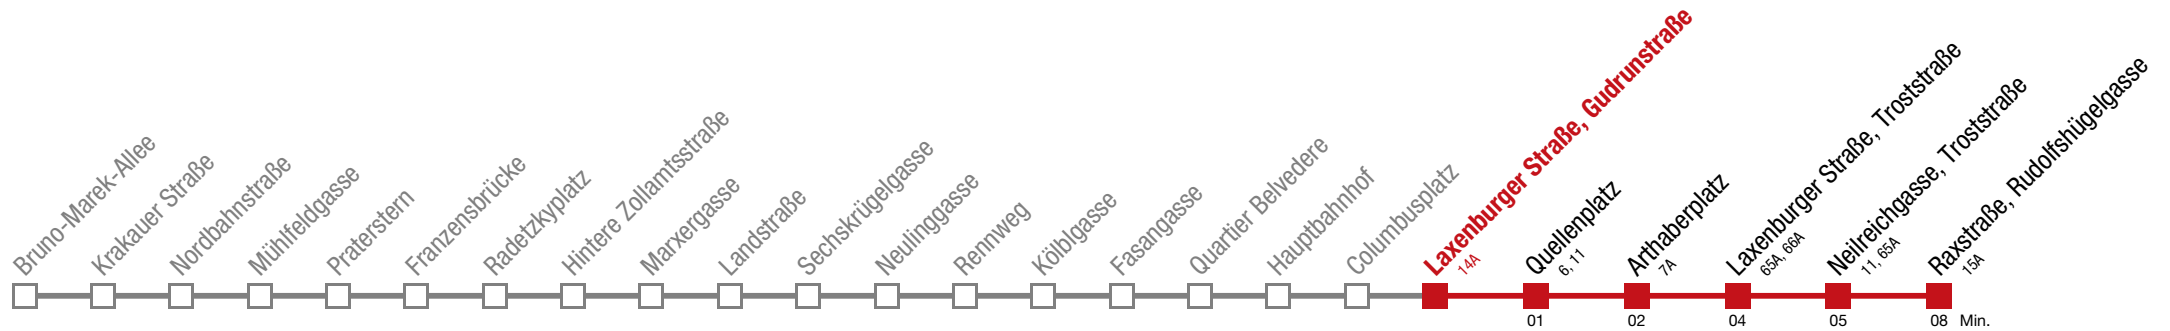 Bruno-Marek-Allee
Krakauer Straße
Nordbahnstraße
Mühlfeldgasse
Praterstern
Franzensbrücke
Radetzkyplatz
Hintere Zollamtsstraße
Marxergasse
Landstraße
Sechskrügelgasse
Neulinggasse
Rennweg
Kölblgasse
Fasangasse
Quartier Belvedere
Hauptbahnhof
Columbusplatz
Laxenburger Straße, Gudrunstraße
14A
Quellenplatz
6, 11
Arthaberplatz
7A
Laxenburger Straße, Troststraße
65A, 66A
Neilreichgasse, Troststraße
11, 65A
Raxstraße, Rudolfshügelgasse
15A
01 02 04 05 08 Min.